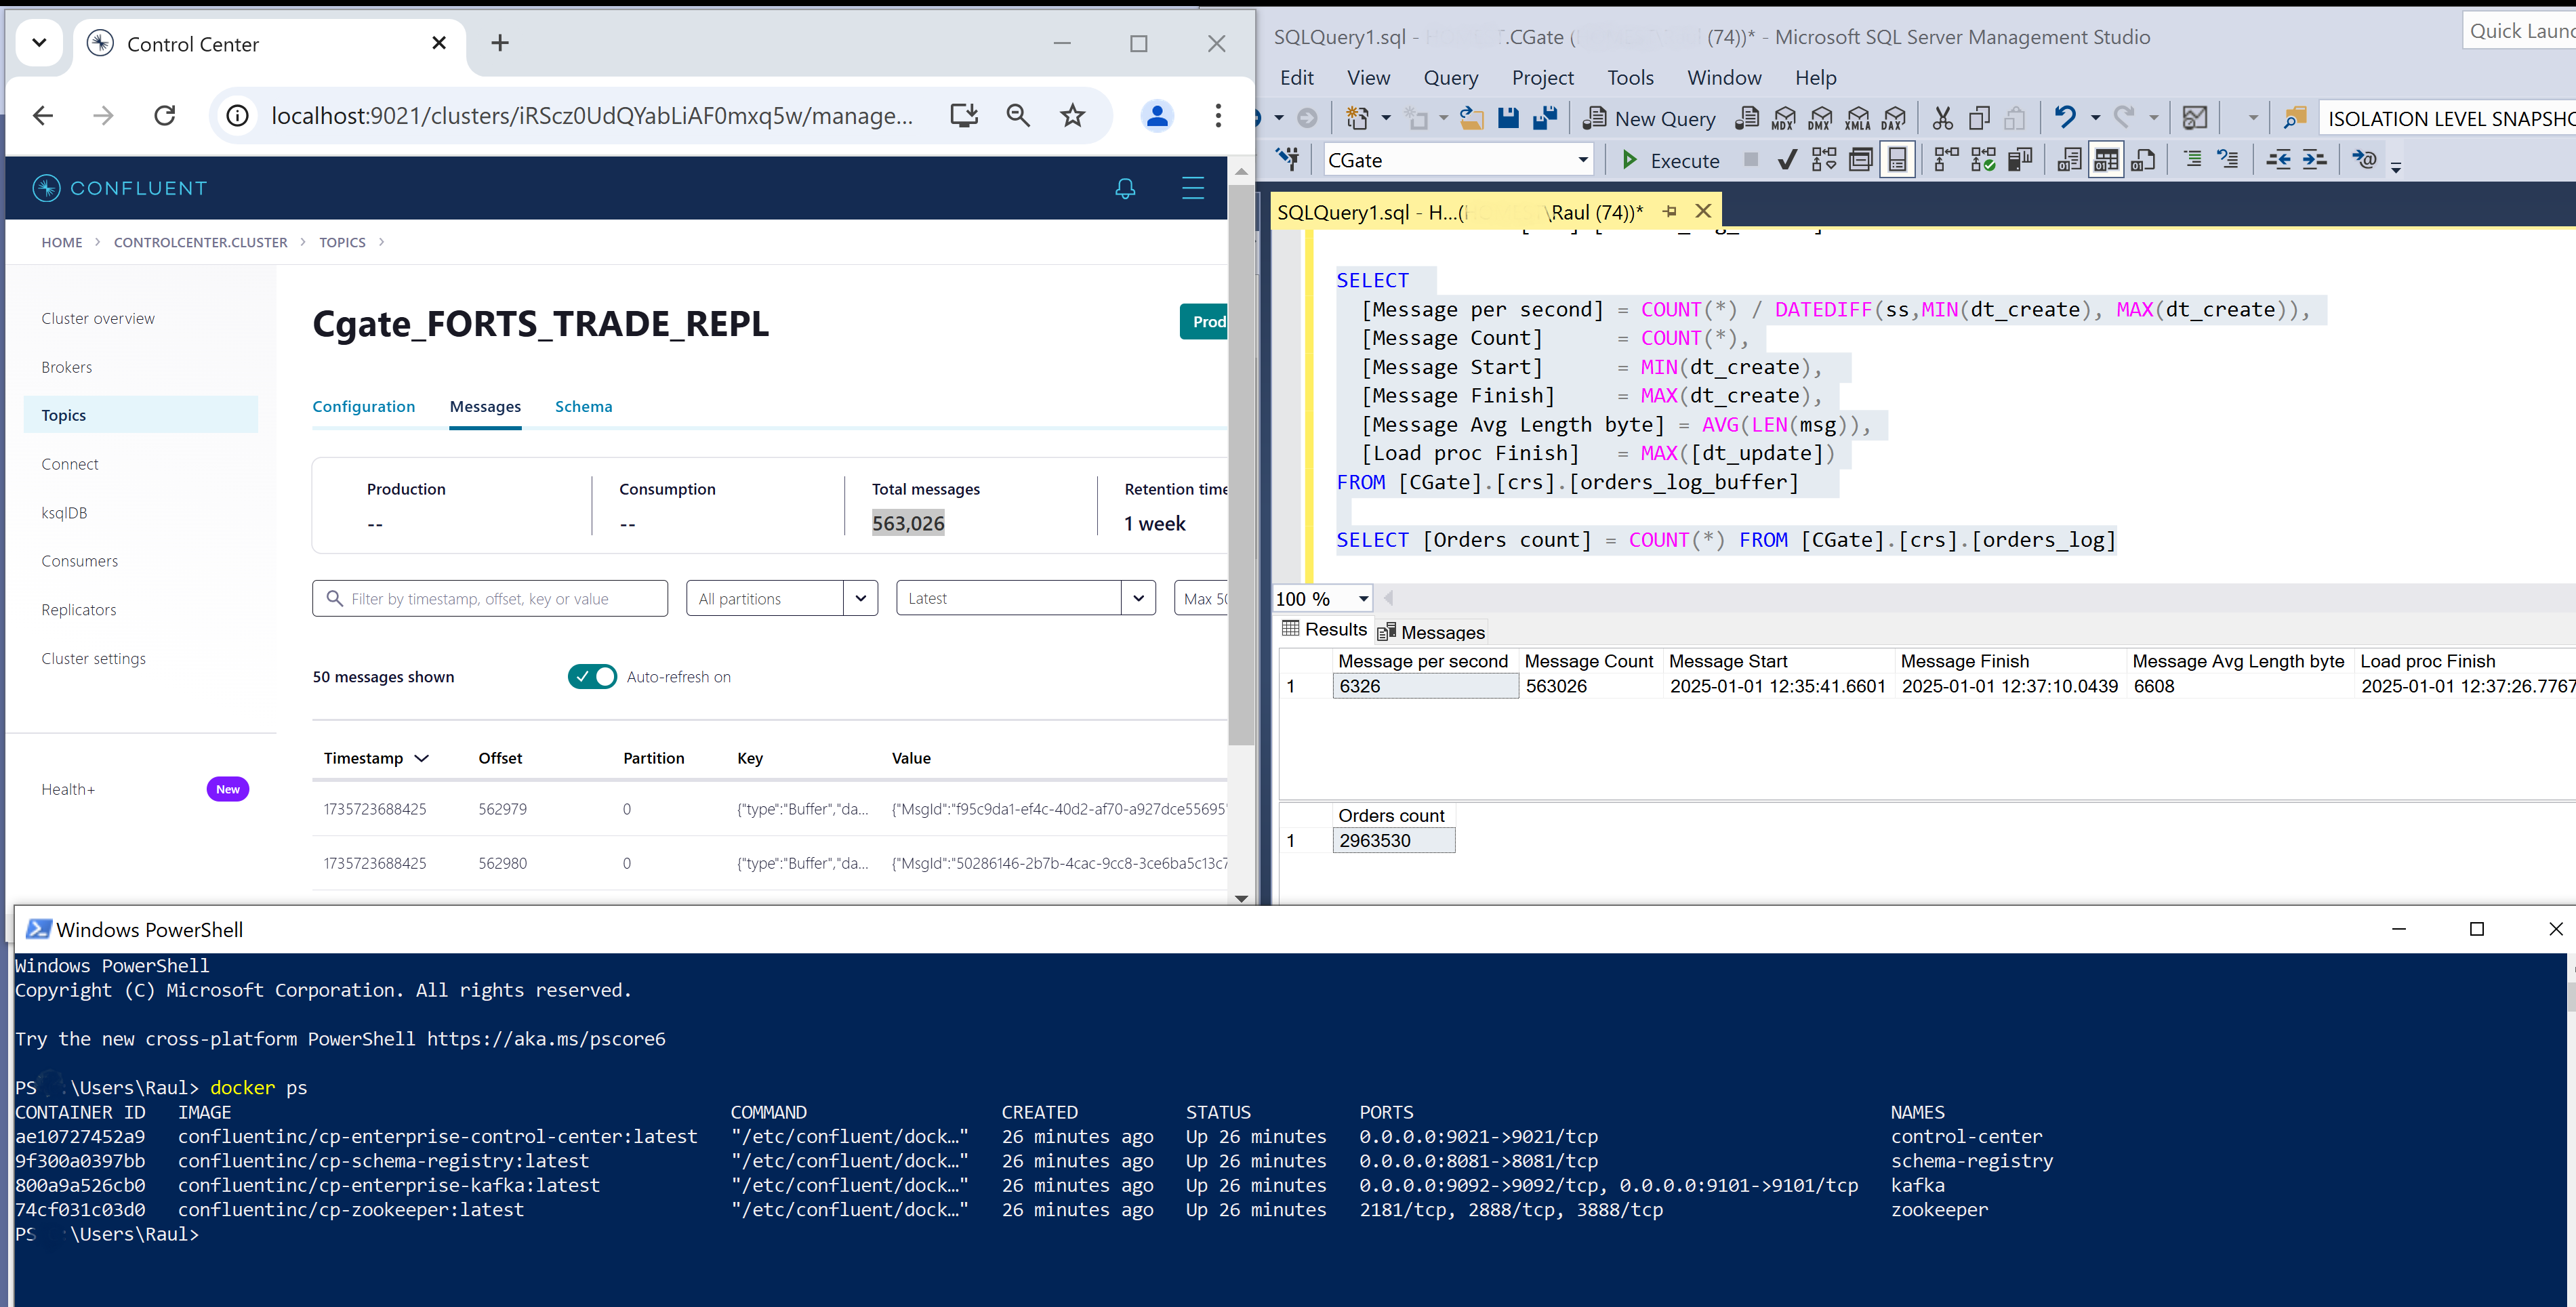 Control Center
localhost:9021/clusters/iRScz0UdQYabLiAF0mxq5w/manage...
CONFLUENT
HOME > CONTROLCENTER.CLUSTER > TOPICS >
Cluster overview
Brokers
Topics
Connect
ksqlDB
Consumers
Replicators
Cluster settings
Health+ New
Cgate_FORTS_TRADE_REPL
Prod
Configuration Messages Schema
Production Consumption Total messages Retention time
-- -- 563,026 1 week
Filter by timestamp, offset, key or value All partitions Latest Max 50
50 messages shown Auto-refresh on
Timestamp Offset Partition Key Value
1735723688425 562979 0 {"type":"Buffer","da... {"MsgId":"f95c9da1-ef4c-40d2-af70-a927dce55695"
1735723688425 562980 0 {"type":"Buffer","da... {"MsgId":"50286146-2b7b-4cac-9cc8-3ce6ba5c13c7
SQLQuery1.sql - .CGate ( (74))* - Microsoft SQL Server Management Studio
Quick Launc
Edit View Query Project Tools Window Help
New Query MDX DMX XMLA DAX ISOLATION LEVEL SNAPSHO
CGate Execute
SQLQuery1.sql - H...( \Raul (74))*
SELECT
[Message per second] = COUNT(*) / DATEDIFF(ss,MIN(dt_create), MAX(dt_create)),
[Message Count] = COUNT(*),
[Message Start] = MIN(dt_create),
[Message Finish] = MAX(dt_create),
[Message Avg Length byte] = AVG(LEN(msg)),
[Load proc Finish] = MAX([dt_update])
FROM [CGate].[crs].[orders_log_buffer]
SELECT [Orders count] = COUNT(*) FROM [CGate].[crs].[orders_log]
100 %
Results Messages
Message per second Message Count Message Start Message Finish Message Avg Length byte Load proc Finish
1 6326 563026 2025-01-01 12:35:41.6601 2025-01-01 12:37:10.0439 6608 2025-01-01 12:37:26.7767
Orders count
1 2963530
Windows PowerShell
Windows PowerShell
Copyright (C) Microsoft Corporation. All rights reserved.
Try the new cross-platform PowerShell https://aka.ms/pscore6
PS :\Users\Raul> docker ps
CONTAINER ID IMAGE COMMAND CREATED STATUS PORTS NAMES
ae10727452a9 confluentinc/cp-enterprise-control-center:latest "/etc/confluent/dock…" 26 minutes ago Up 26 minutes 0.0.0.0:9021->9021/tcp control-center
9f300a0397bb confluentinc/cp-schema-registry:latest "/etc/confluent/dock…" 26 minutes ago Up 26 minutes 0.0.0.0:8081->8081/tcp schema-registry
800a9a526cb0 confluentinc/cp-enterprise-kafka:latest "/etc/confluent/dock…" 26 minutes ago Up 26 minutes 0.0.0.0:9092->9092/tcp, 0.0.0.0:9101->9101/tcp kafka
74cf031c03d0 confluentinc/cp-zookeeper:latest "/etc/confluent/dock…" 26 minutes ago Up 26 minutes 2181/tcp, 2888/tcp, 3888/tcp zookeeper
PS :\Users\Raul>